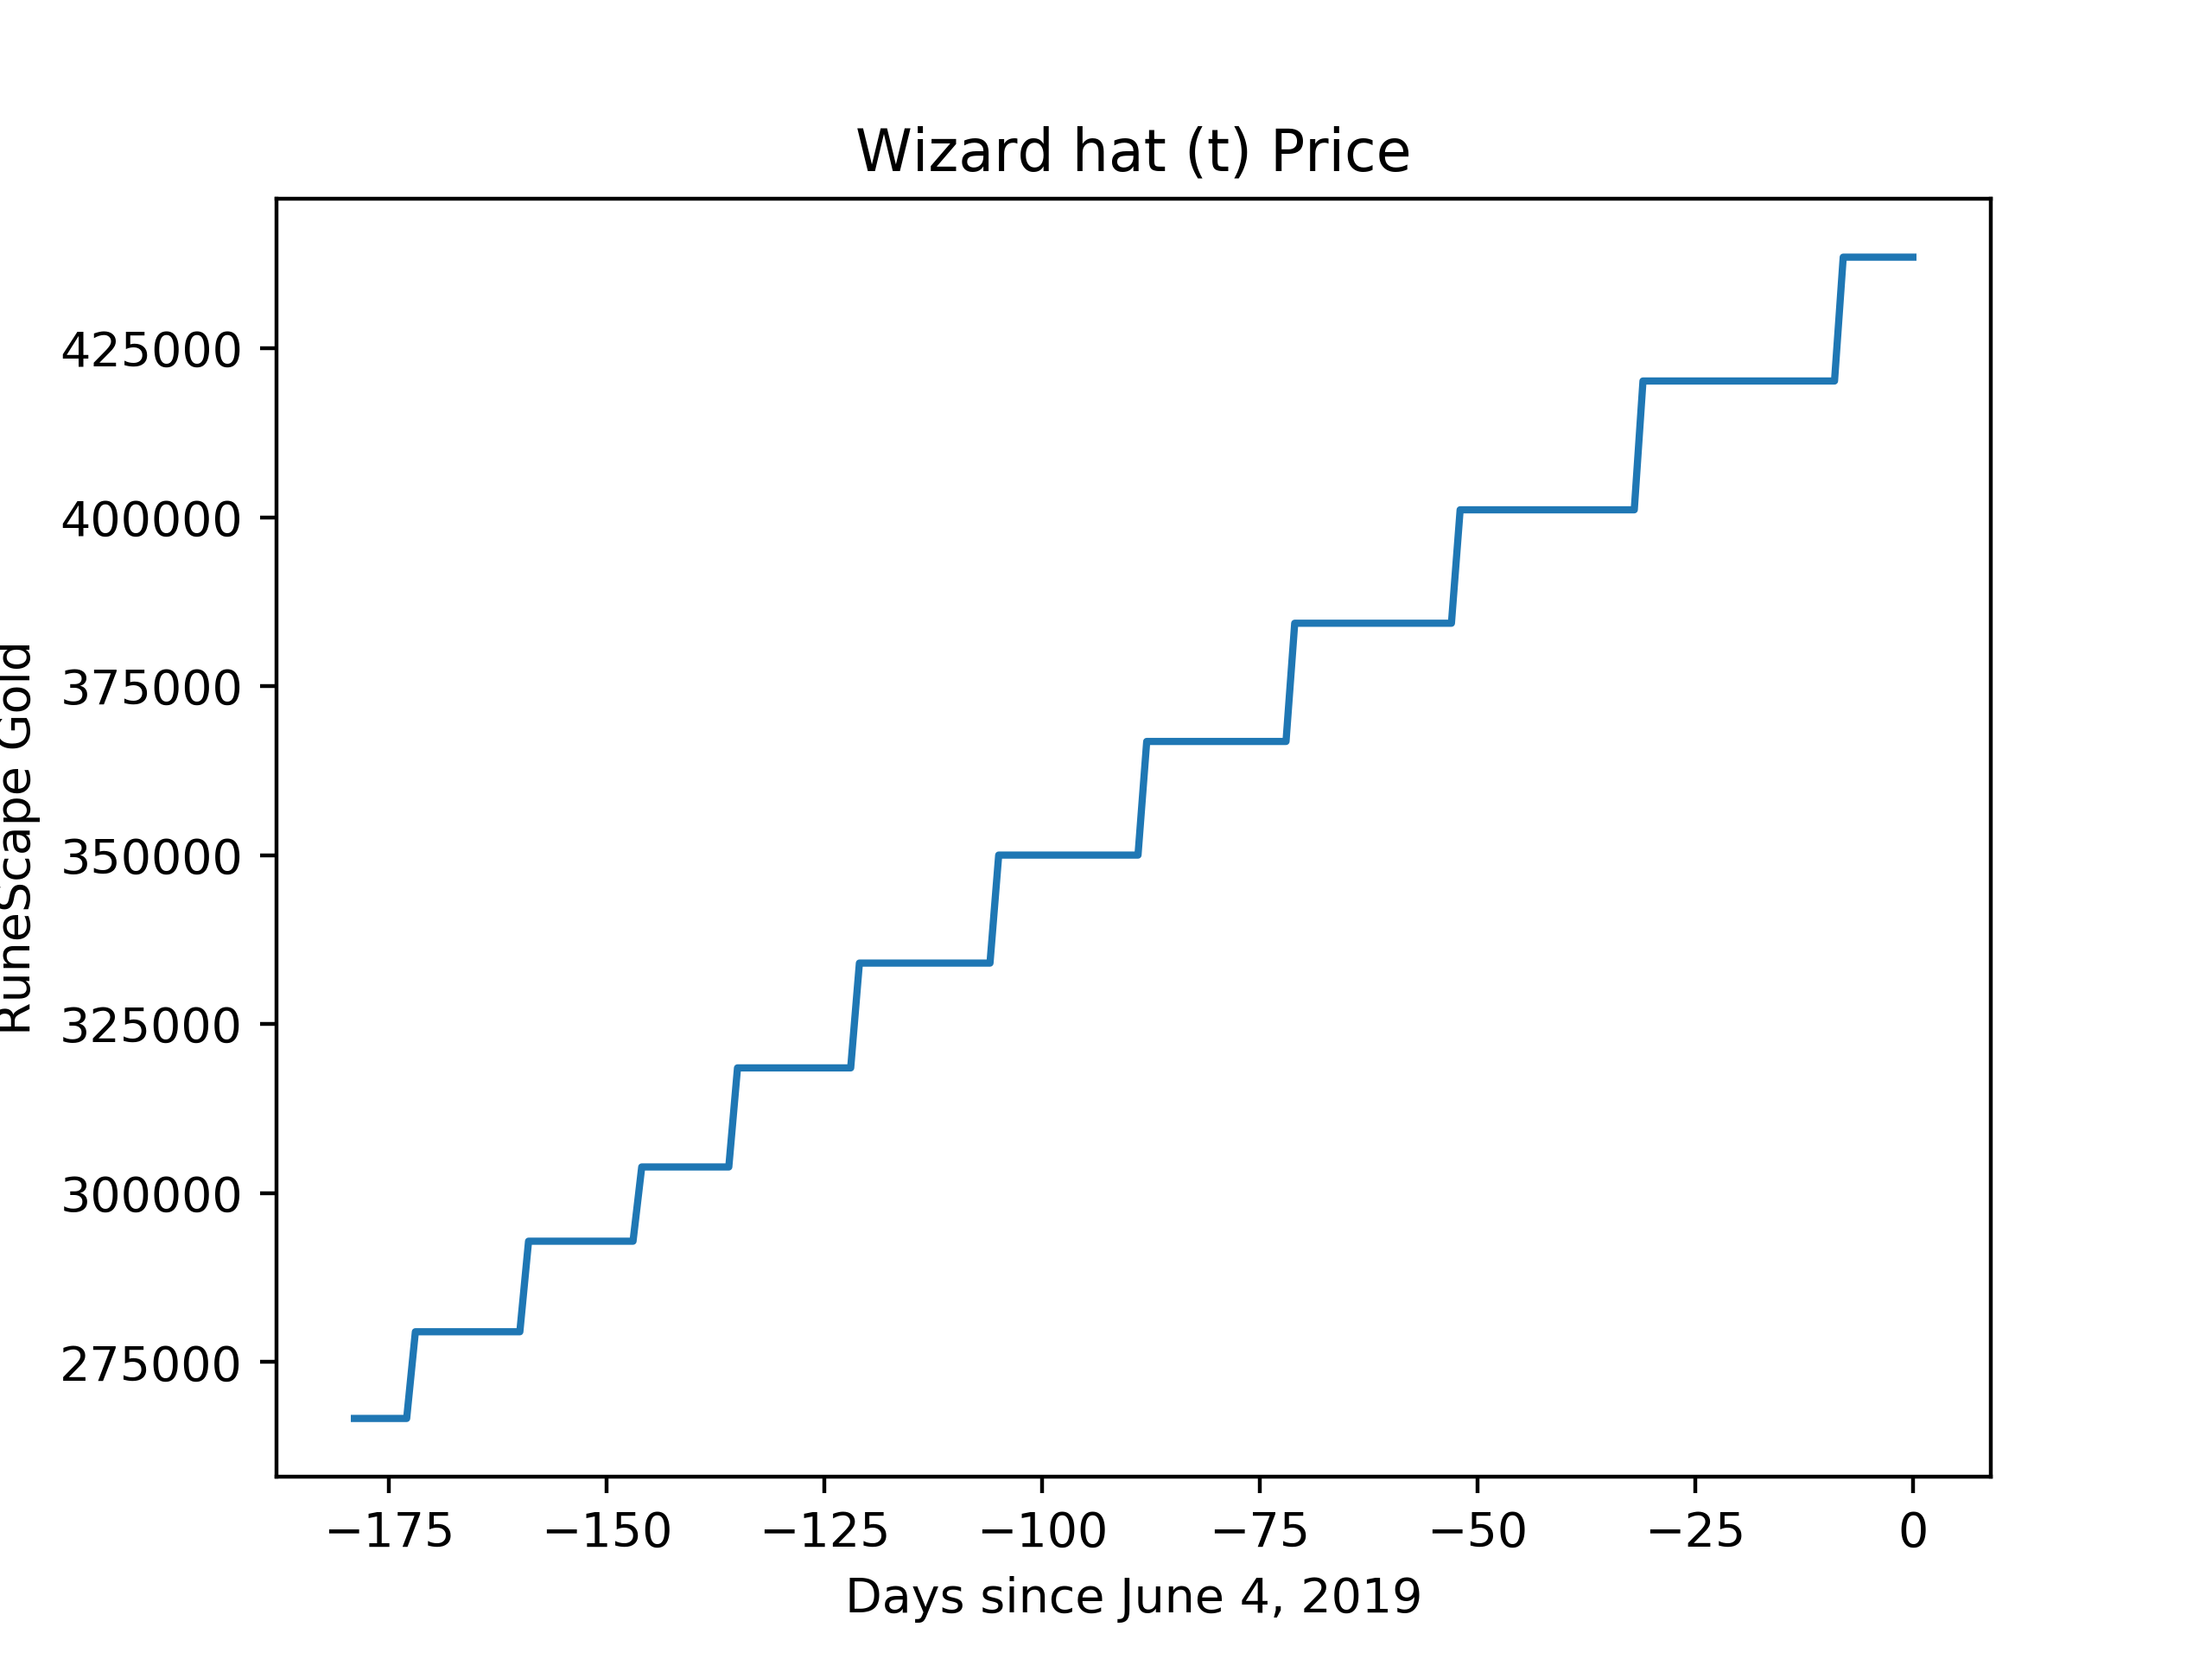 Wizard hat (t) Price
425000
400000
375000
350000
325000
300000
275000
RuneScape Gold
−175 −150 −125 −100 −75 −50 −25 0
Days since June 4, 2019